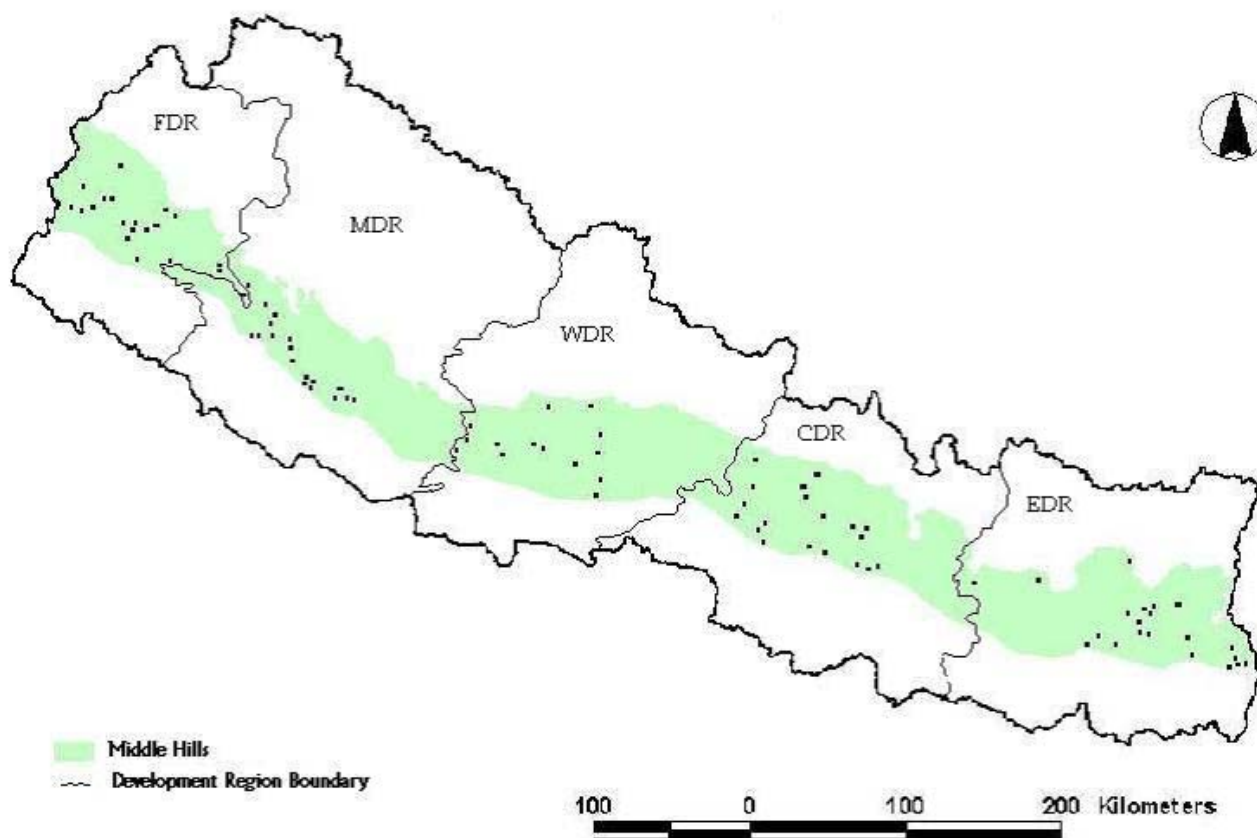 FDR
MDR
WDR
CDR
EDR
Middle Hills
Development Region Boundary
100 0 100 200 Kilometers